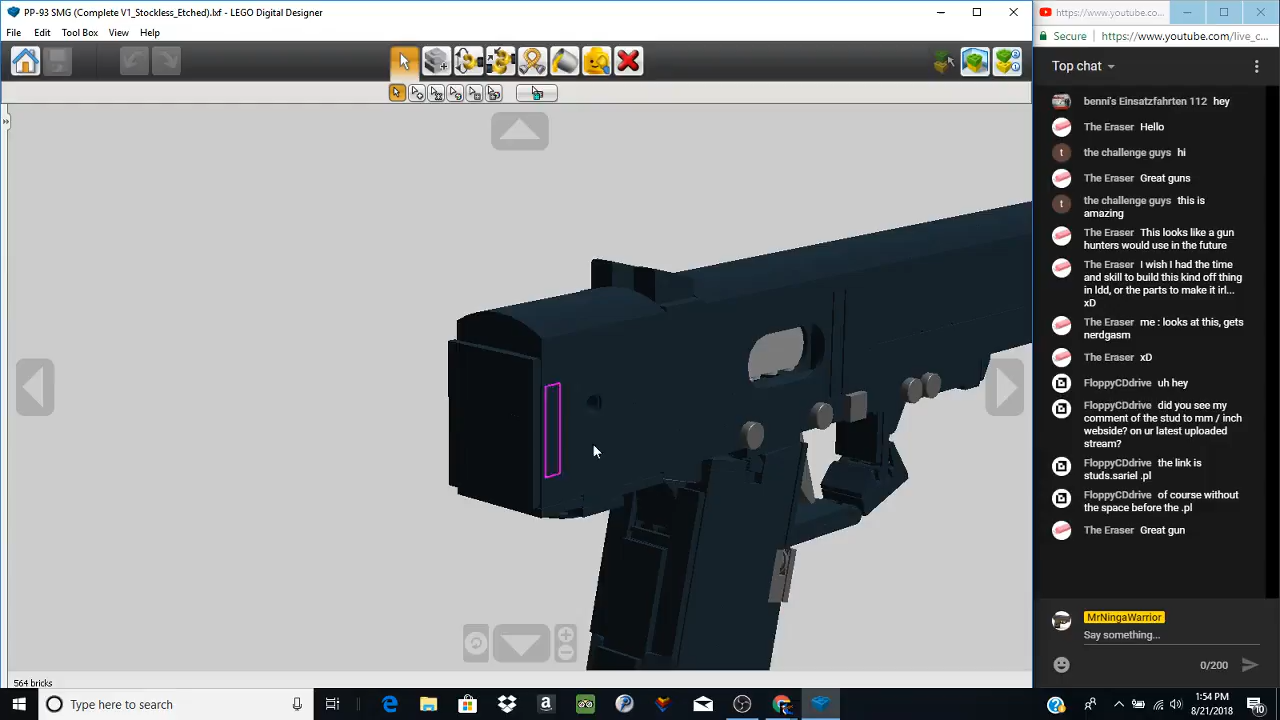 PP-93 SMG (Complete V1_Stockless_Etched).lxf - LEGO Digital Designer
File Edit Tool Box View Help
564 bricks
https://www.youtube.com...
Secure https://www.youtube.com/live_c...
Top chat
benni's Einsatzfahrten 112 hey
The Eraser Hello
t the challenge guys hi
The Eraser Great guns
t the challenge guys this is
amazing
The Eraser This looks like a gun
hunters would use in the future
The Eraser I wish I had the time
and skill to build this kind off thing
in ldd, or the parts to make it irl...
xD
The Eraser me : looks at this, gets
nerdgasm
The Eraser xD
FloppyCDdrive uh hey
FloppyCDdrive did you see my
comment of the stud to mm / inch
webside? on ur latest uploaded
stream?
FloppyCDdrive the link is
studs.sariel .pl
FloppyCDdrive of course without
the space before the .pl
The Eraser Great gun
MrNingaWarrior
Say something...
0/200
Type here to search
1:54 PM
8/21/2018
10